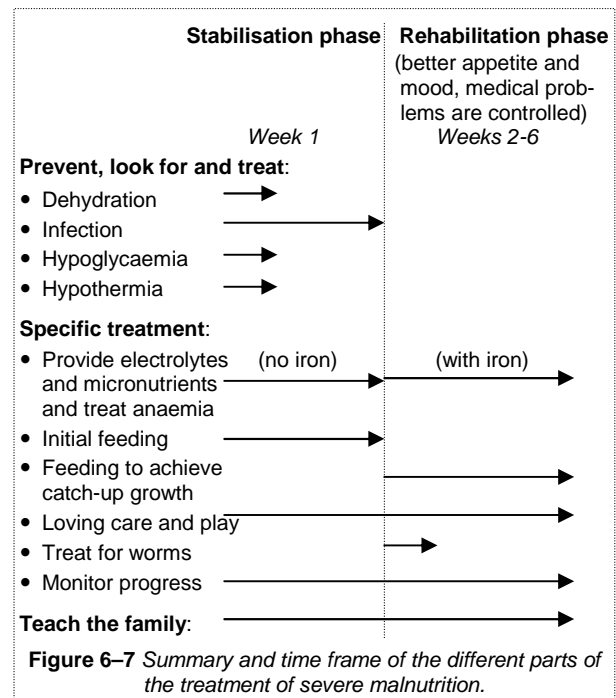 Stabilisation phase Rehabilitation phase
(better appetite and
mood, medical prob-
lems are controlled)
Week 1 Weeks 2-6
Prevent, look for and treat:
• Dehydration
• Infection
• Hypoglycaemia
• Hypothermia
Specific treatment:
• Provide electrolytes (no iron) (with iron)
and micronutrients
and treat anaemia
• Initial feeding
• Feeding to achieve
catch-up growth
• Loving care and play
• Treat for worms
• Monitor progress
Teach the family:
Figure 6–7 Summary and time frame of the different parts of
the treatment of severe malnutrition.